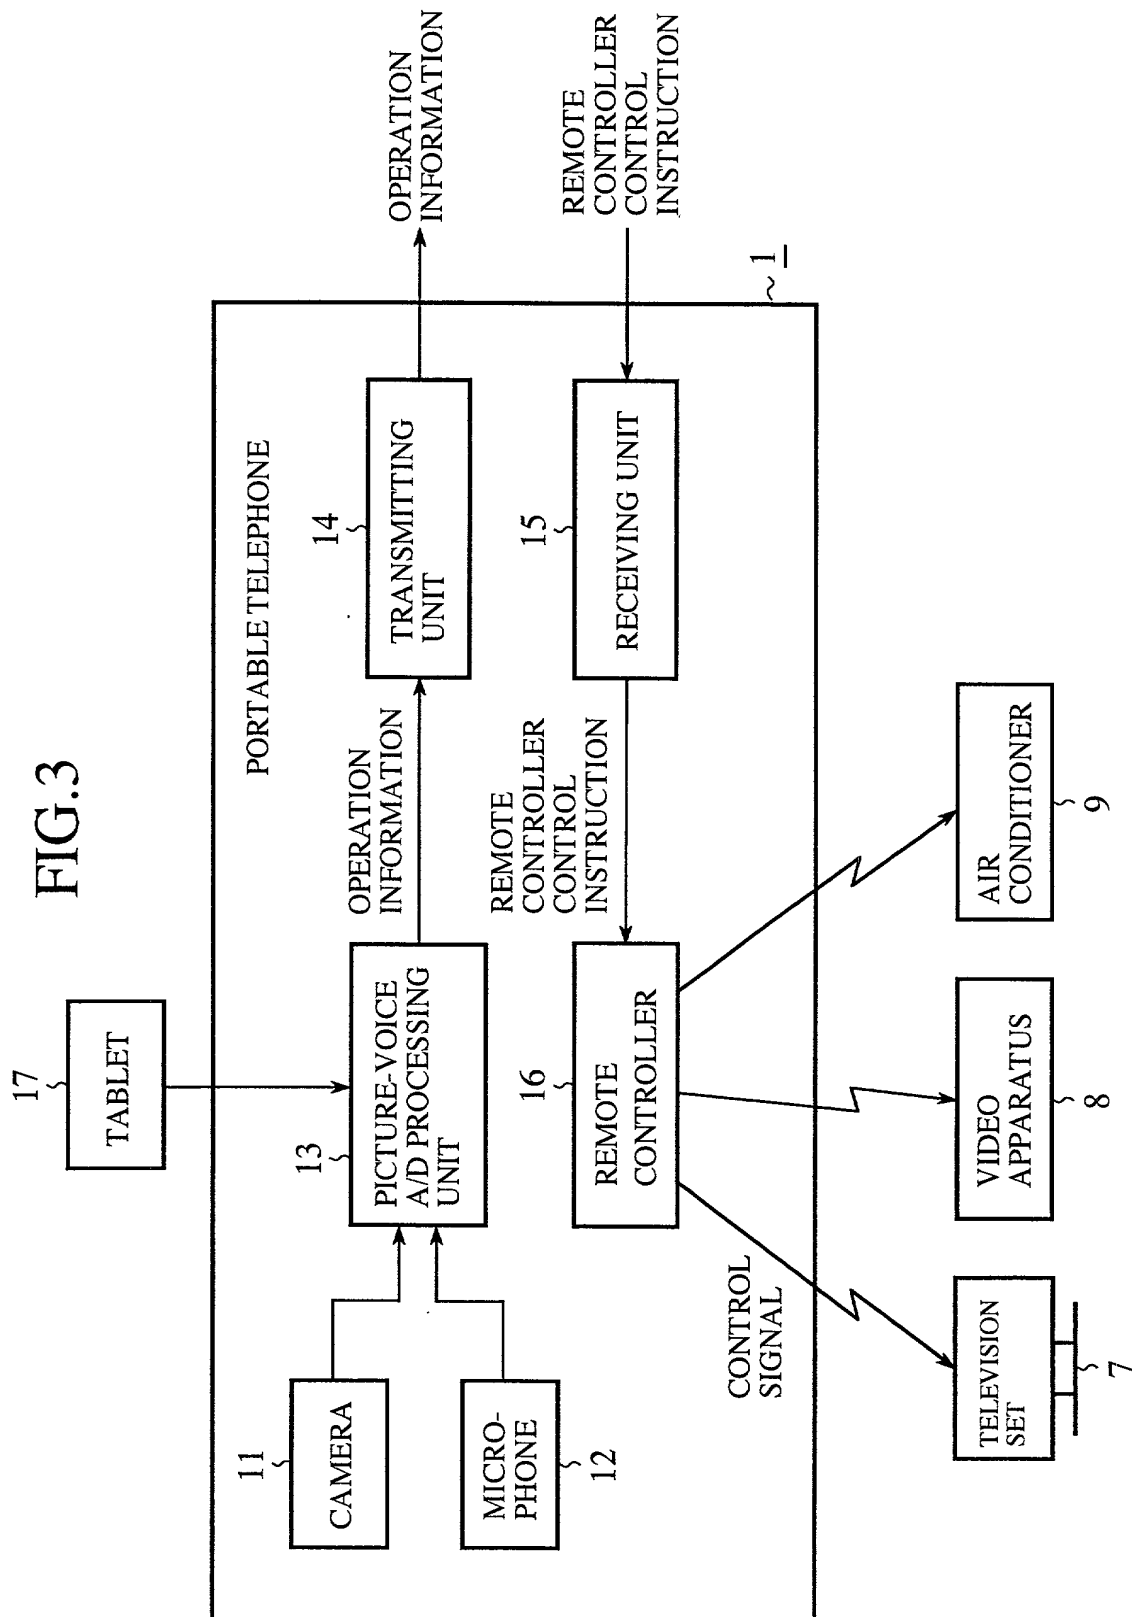 FIG.3
17
TABLET
PORTABLE TELEPHONE
11
CAMERA
MICRO-
PHONE
12
13
PICTURE-VOICE
A/D PROCESSING
UNIT
OPERATION
INFORMATION
14
TRANSMITTING
UNIT
OPERATION
INFORMATION
16
REMOTE
CONTROLLER
REMOTE
CONTROLLER
CONTROL
INSTRUCTION
15
RECEIVING UNIT
REMOTE
CONTROLLER
CONTROL
INSTRUCTION
1
CONTROL
SIGNAL
TELEVISION
SET
7
VIDEO
APPARATUS
8
AIR
CONDITIONER
9